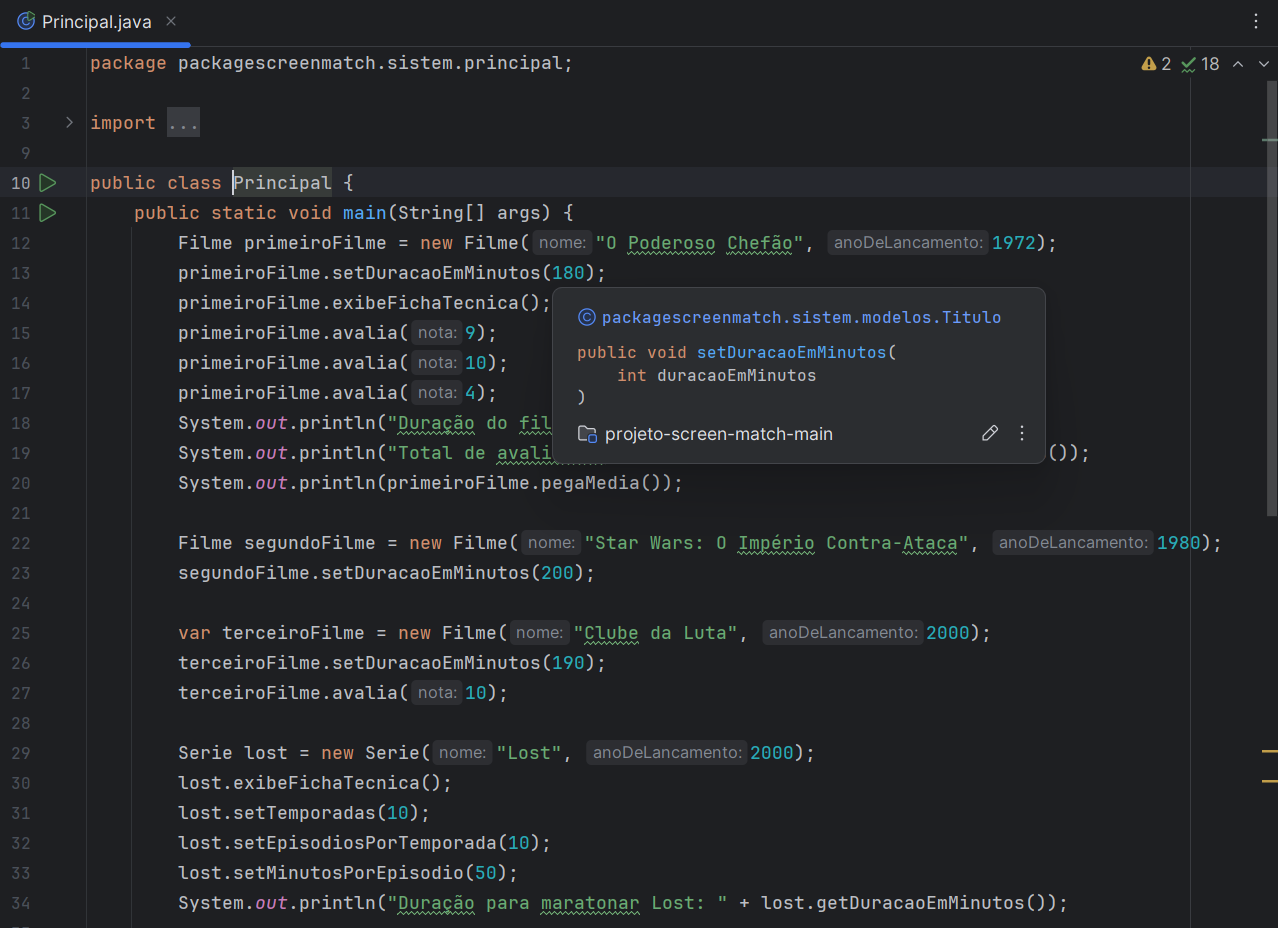 Principal.java
1 package packagescreenmatch.sistem.principal;
2 18
2
3 import ...
9
10 public class Principal {
11 public static void main(String[] args) {
12 Filme primeiroFilme = new Filme( nome: "O Poderoso Chefão", anoDeLancamento: 1972);
13 primeiroFilme.setDuracaoEmMinutos(180);
14 primeiroFilme.exibeFichaTecnica();
15 primeiroFilme.avalia( nota: 9);
16 primeiroFilme.avalia( nota: 10);
17 primeiroFilme.avalia( nota: 4);
18 System.out.println("Duração do fil
19 System.out.println("Total de avali ());
20 System.out.println(primeiroFilme.pegaMedia());
21
22 Filme segundoFilme = new Filme( nome: "Star Wars: O Império Contra-Ataca", anoDeLancamento: 1980);
23 segundoFilme.setDuracaoEmMinutos(200);
24
25 var terceiroFilme = new Filme( nome: "Clube da Luta", anoDeLancamento: 2000);
26 terceiroFilme.setDuracaoEmMinutos(190);
27 terceiroFilme.avalia( nota: 10);
28
29 Serie lost = new Serie( nome: "Lost", anoDeLancamento: 2000);
30 lost.exibeFichaTecnica();
31 lost.setTemporadas(10);
32 lost.setEpisodiosPorTemporada(10);
33 lost.setMinutosPorEpisodio(50);
34 System.out.println("Duração para maratonar Lost: " + lost.getDuracaoEmMinutos());
packagescreenmatch.sistem.modelos.Titulo
public void setDuracaoEmMinutos(
int duracaoEmMinutos
)
projeto-screen-match-main